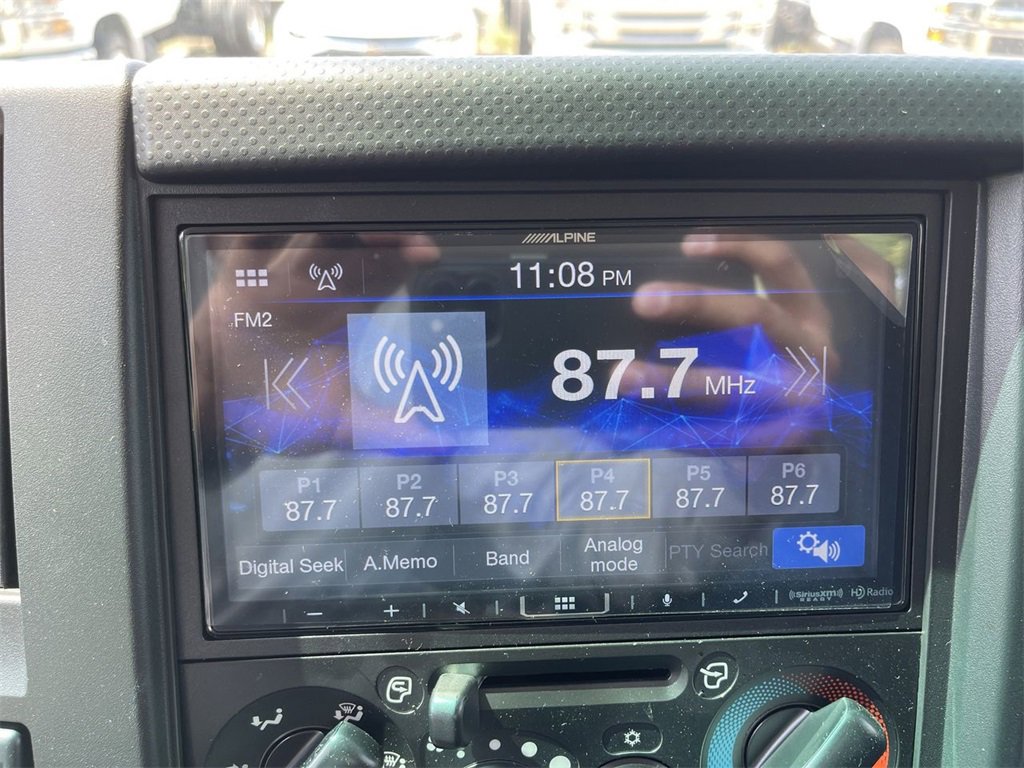 ALPINE
11:08 PM
FM2
87.7 MHz
P1 P2 P3 P4 P5 P6
87.7 87.7 87.7 87.7 87.7 87.7
Digital Seek A.Memo Band Analog mode PTY Search
((SiriusXM)) READY HD Radio